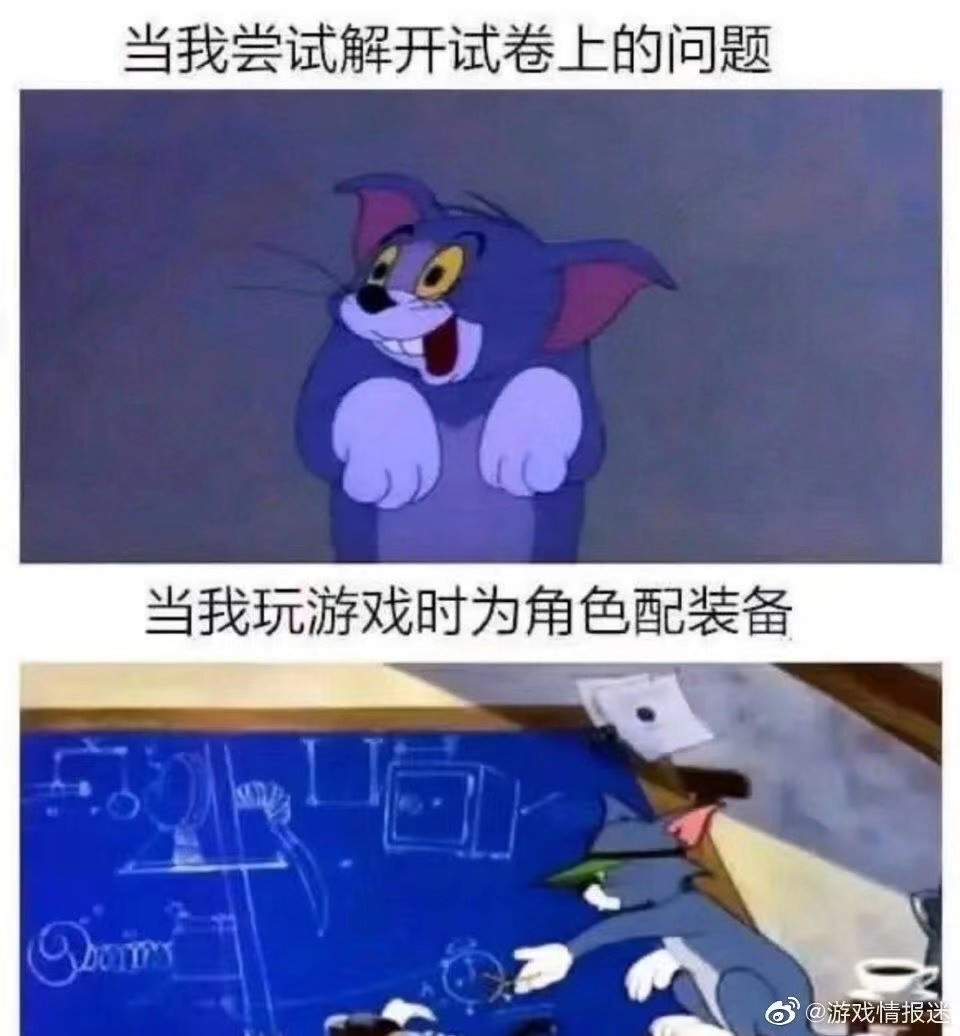 当我尝试解开试卷上的问题
当我玩游戏时为角色配装备
@游戏情报迷